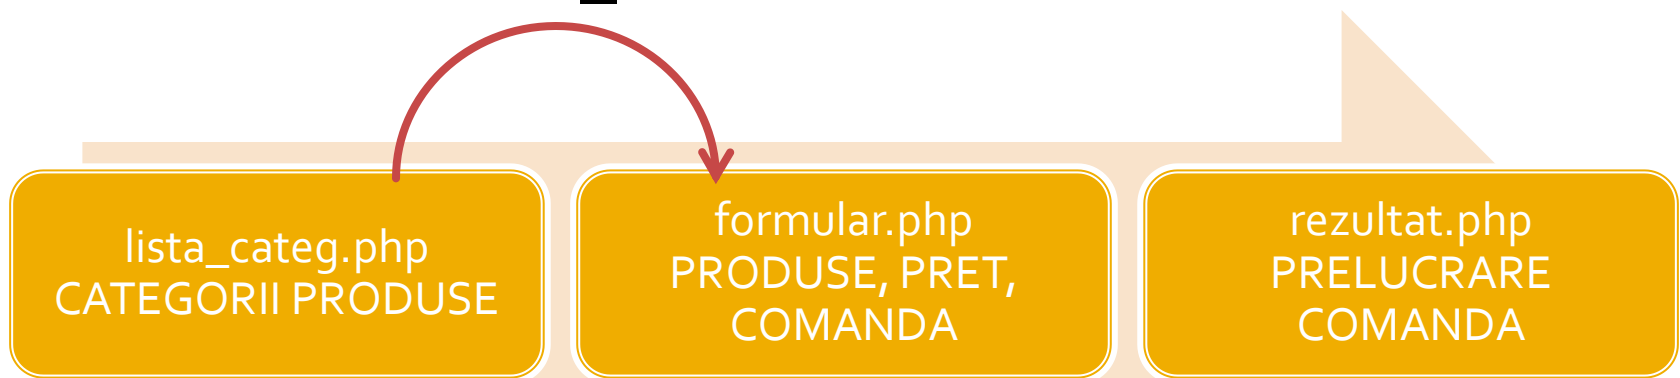 lista_categ.php
CATEGORII PRODUSE
formular.php
PRODUSE, PRET,
COMANDA
rezultat.php
PRELUCRARE
COMANDA